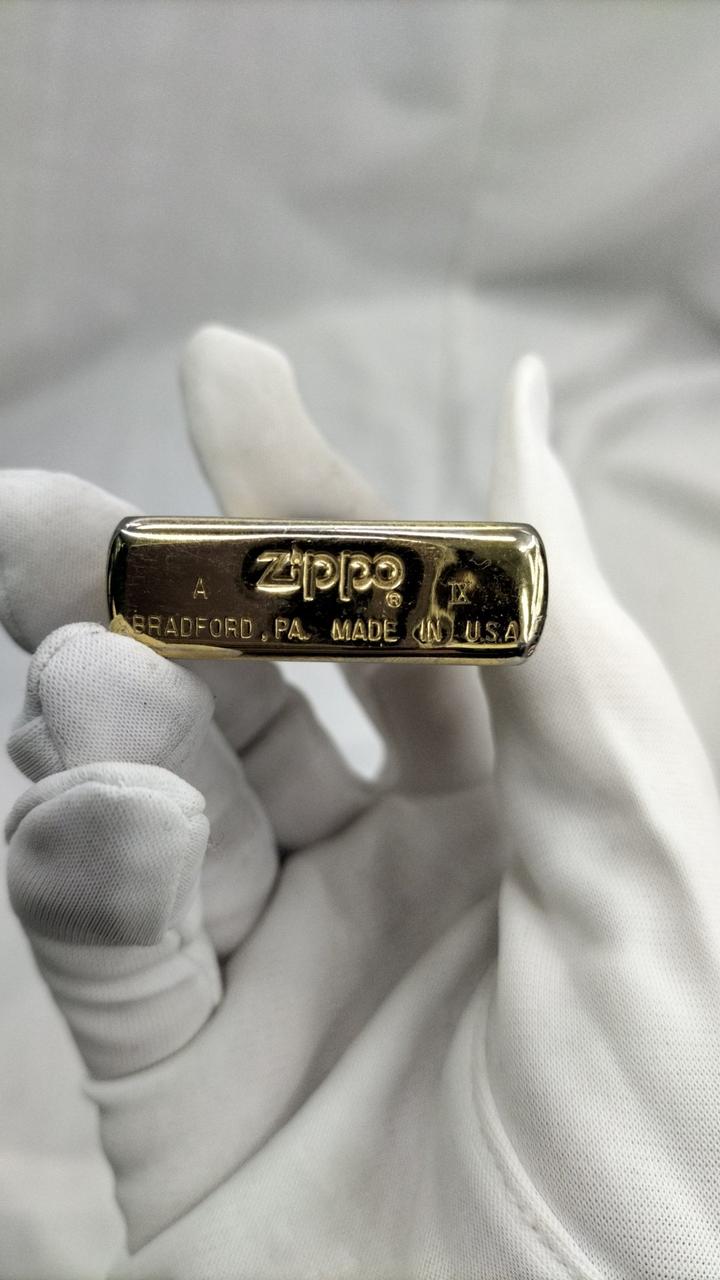 Zippo ®
A IX
BRADFORD, PA. MADE IN U.S.A